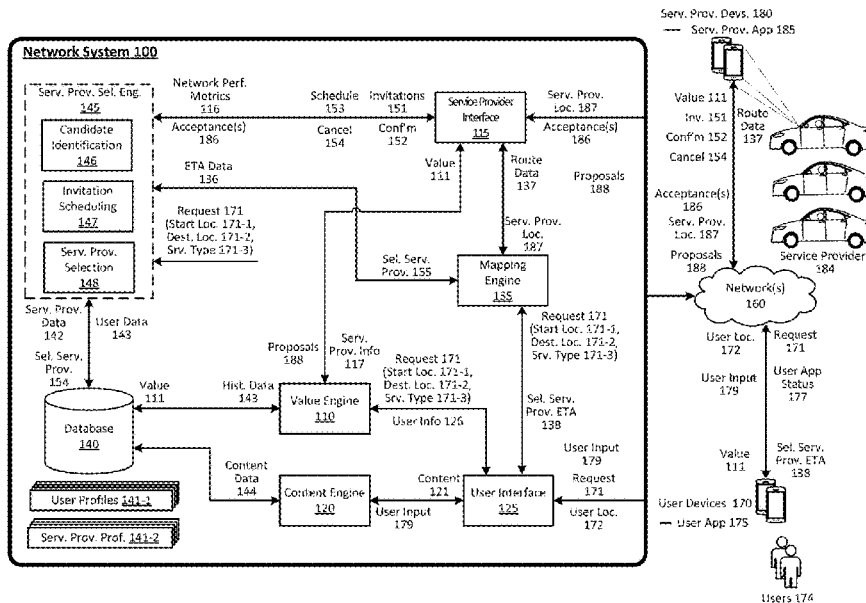 Network System 100
Serv. Prov. Sel. Eng.
145
Candidate
Identification
146
Invitation
Scheduling
147
Serv. Prov.
Selection
148
Network Perf.
Metrics
116
Acceptance(s)
186
Schedule
153
Cancel
154
Invitations
151
Confirm
152
Service Provider
Interface
115
Serv. Prov.
Loc. 187
Acceptance(s)
186
Proposals
188
ETA Data
136
Value
111
Route
Data
137
Serv. Prov.
Loc.
187
Request 171
(Start Loc. 171-1,
Dest. Loc. 171-2,
Srv. Type 171-3)
Sel. Serv.
Prov. 155
Mapping
Engine
135
Serv. Prov.
Data
142
User Data
143
Sel. Serv.
Prov.
154
Proposals
188
Serv.
Prov. Info
117
Request 171
(Start Loc. 171-1,
Dest. Loc. 171-2,
Srv. Type 171-3)
Request 171
(Start Loc. 171-1,
Dest. Loc. 171-2,
Srv. Type 171-3)
Value
111
Hist. Data
143
Value Engine
110
User Info 126
Sel. Serv.
Prov. ETA
138
Database
140
Content
Data
144
Content Engine
120
Content
121
User Input
179
User Interface
125
User Input
179
Request
171
User Loc.
172
User Profiles 141-1
Serv. Prov. Prof. 141-2
Serv. Prov. Devs. 180
Serv. Prov. App 185
Value 111
Inv. 151
Conf'm 152
Cancel 154
Route
Data
137
Acceptance(s)
186
Serv. Prov.
Loc. 187
Proposals
188
Service Provider
184
Network(s)
160
User Loc.
172
Request
171
User Input
179
User App
Status
177
Value
111
Sel. Serv.
Prov. ETA
138
User Devices 170
User App 175
Users 174